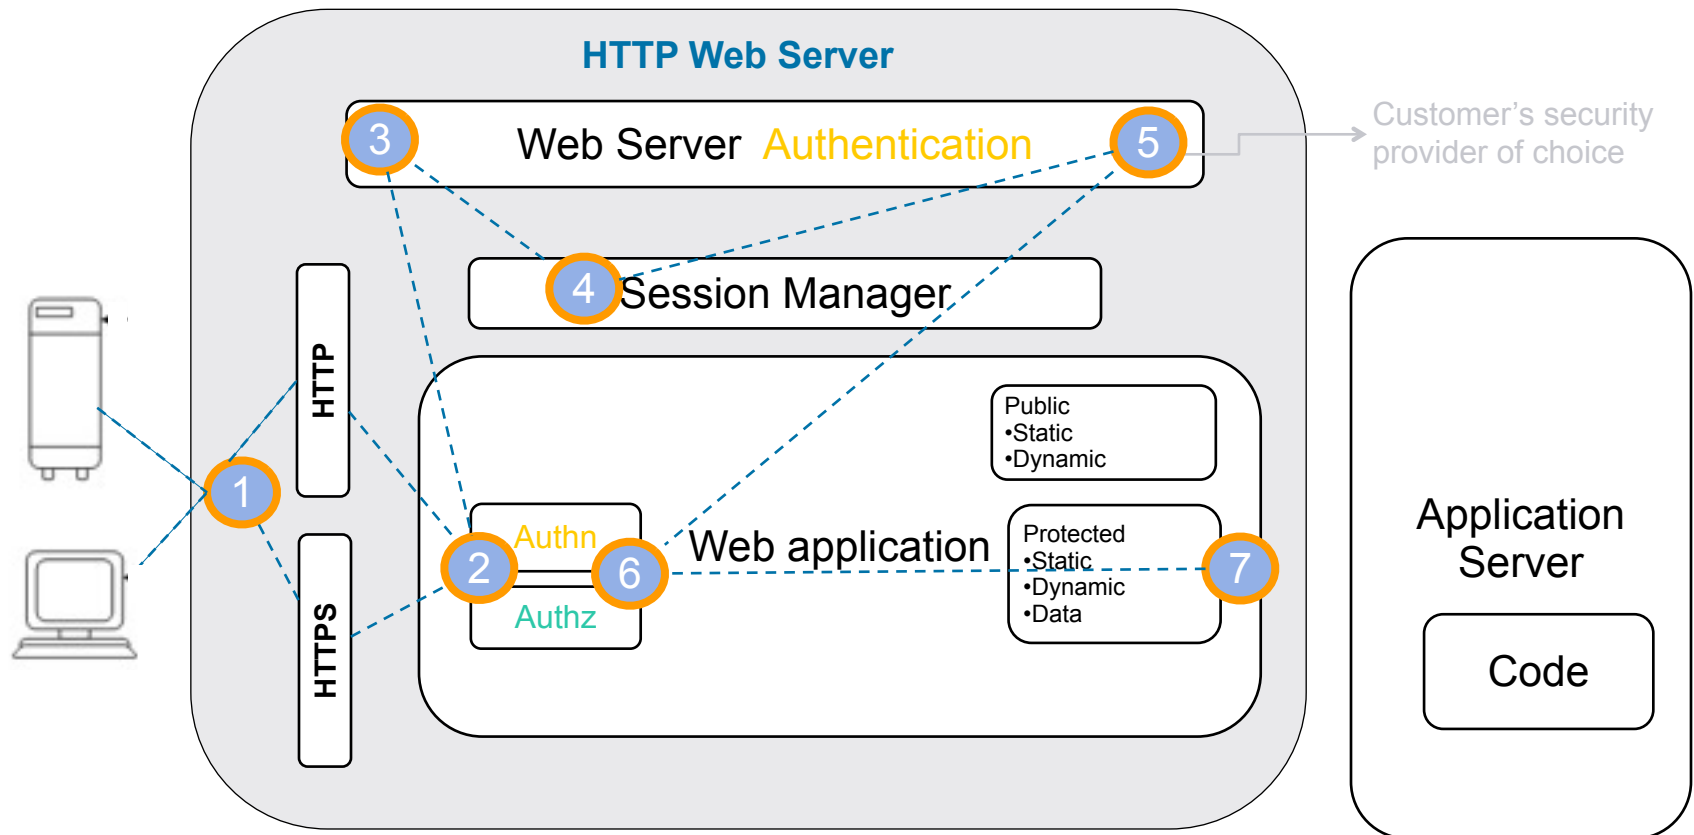 HTTP Web Server
3
Web Server Authentication
5
Customer’s security
provider of choice
4
Session Manager
HTTP
1
HTTPS
Public
•Static
•Dynamic
2
Authn
Authz
6
Web application
Protected
•Static
•Dynamic
•Data
7
Application
Server
Code